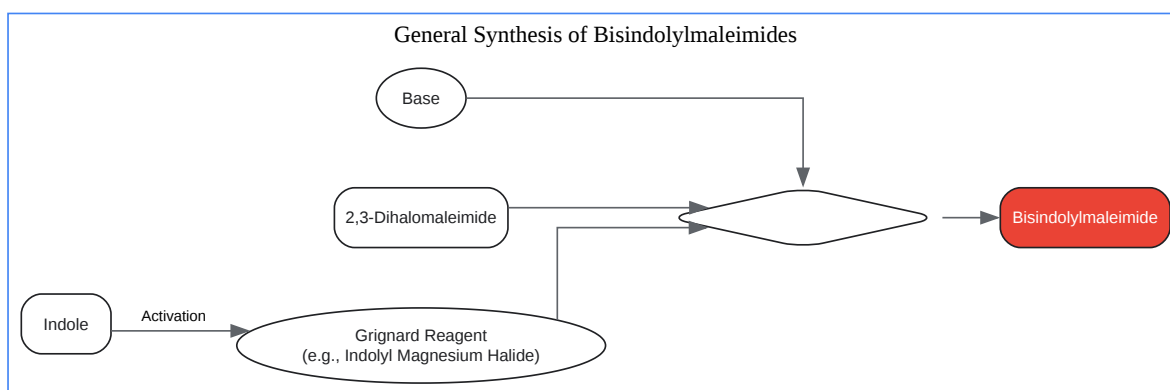 General Synthesis of Bisindolylmaleimides
Base
2,3-Dihalomaleimide
Bisindolylmaleimide
Indole
Activation
Grignard Reagent
(e.g., Indolyl Magnesium Halide)